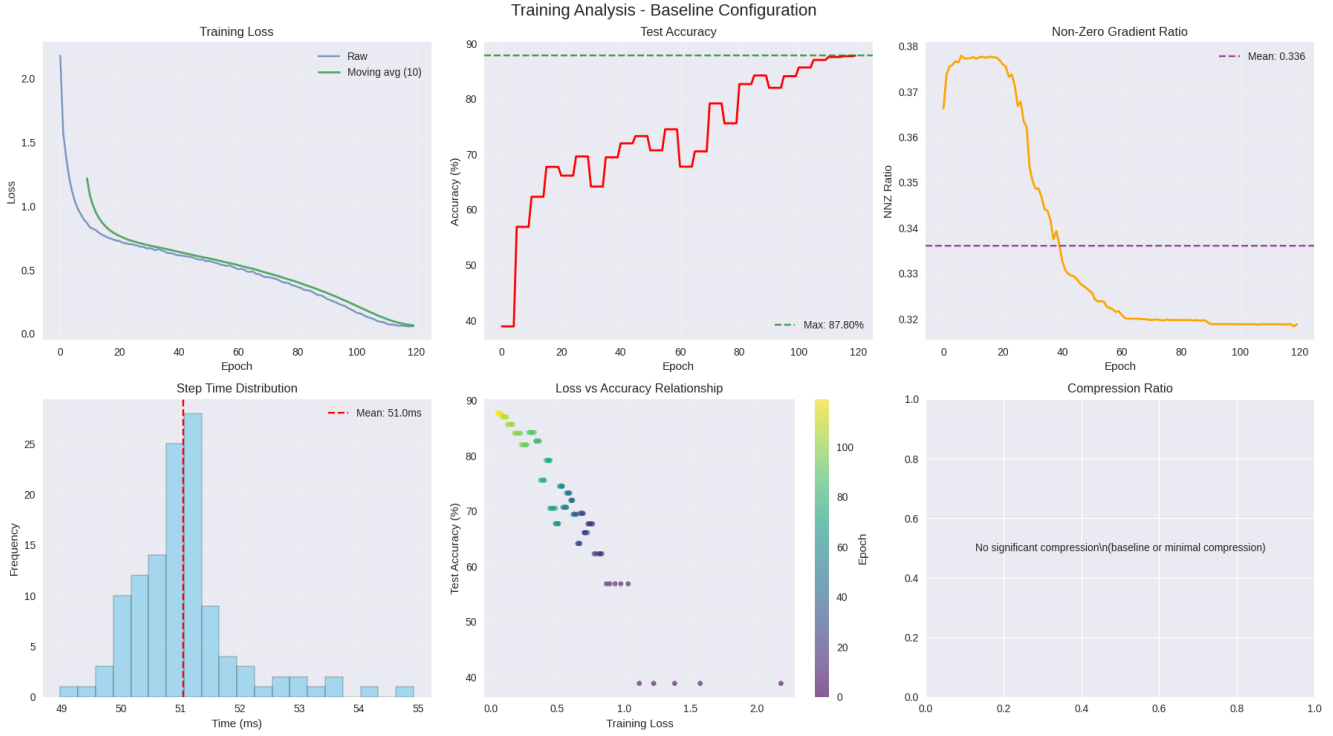 Training Analysis - Baseline Configuration
Training Loss
Loss
2.0
1.5
1.0
0.5
0.0
Raw
Moving avg (10)
0 20 40 60 80 100 120
Epoch
Test Accuracy
Accuracy (%)
90
80
70
60
50
40
Max: 87.80%
0 20 40 60 80 100 120
Epoch
Non-Zero Gradient Ratio
NNZ Ratio
0.38
0.37
0.36
0.35
0.34
0.33
0.32
Mean: 0.336
0 20 40 60 80 100 120
Epoch
Step Time Distribution
Frequency
25
20
15
10
5
0
Mean: 51.0ms
49 50 51 52 53 54 55
Time (ms)
Loss vs Accuracy Relationship
Test Accuracy (%)
90
80
70
60
50
40
0.0 0.5 1.0 1.5 2.0
Training Loss
Epoch
100
80
60
40
20
0
Compression Ratio
1.0
0.8
0.6
0.4
0.2
0.0
No significant compression\n(baseline or minimal compression)
0.0 0.2 0.4 0.6 0.8 1.0